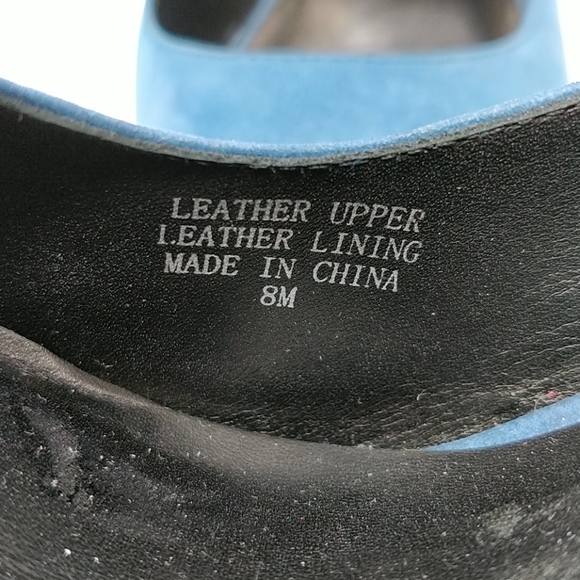 LEATHER UPPER
LEATHER LINING
MADE IN CHINA
8M